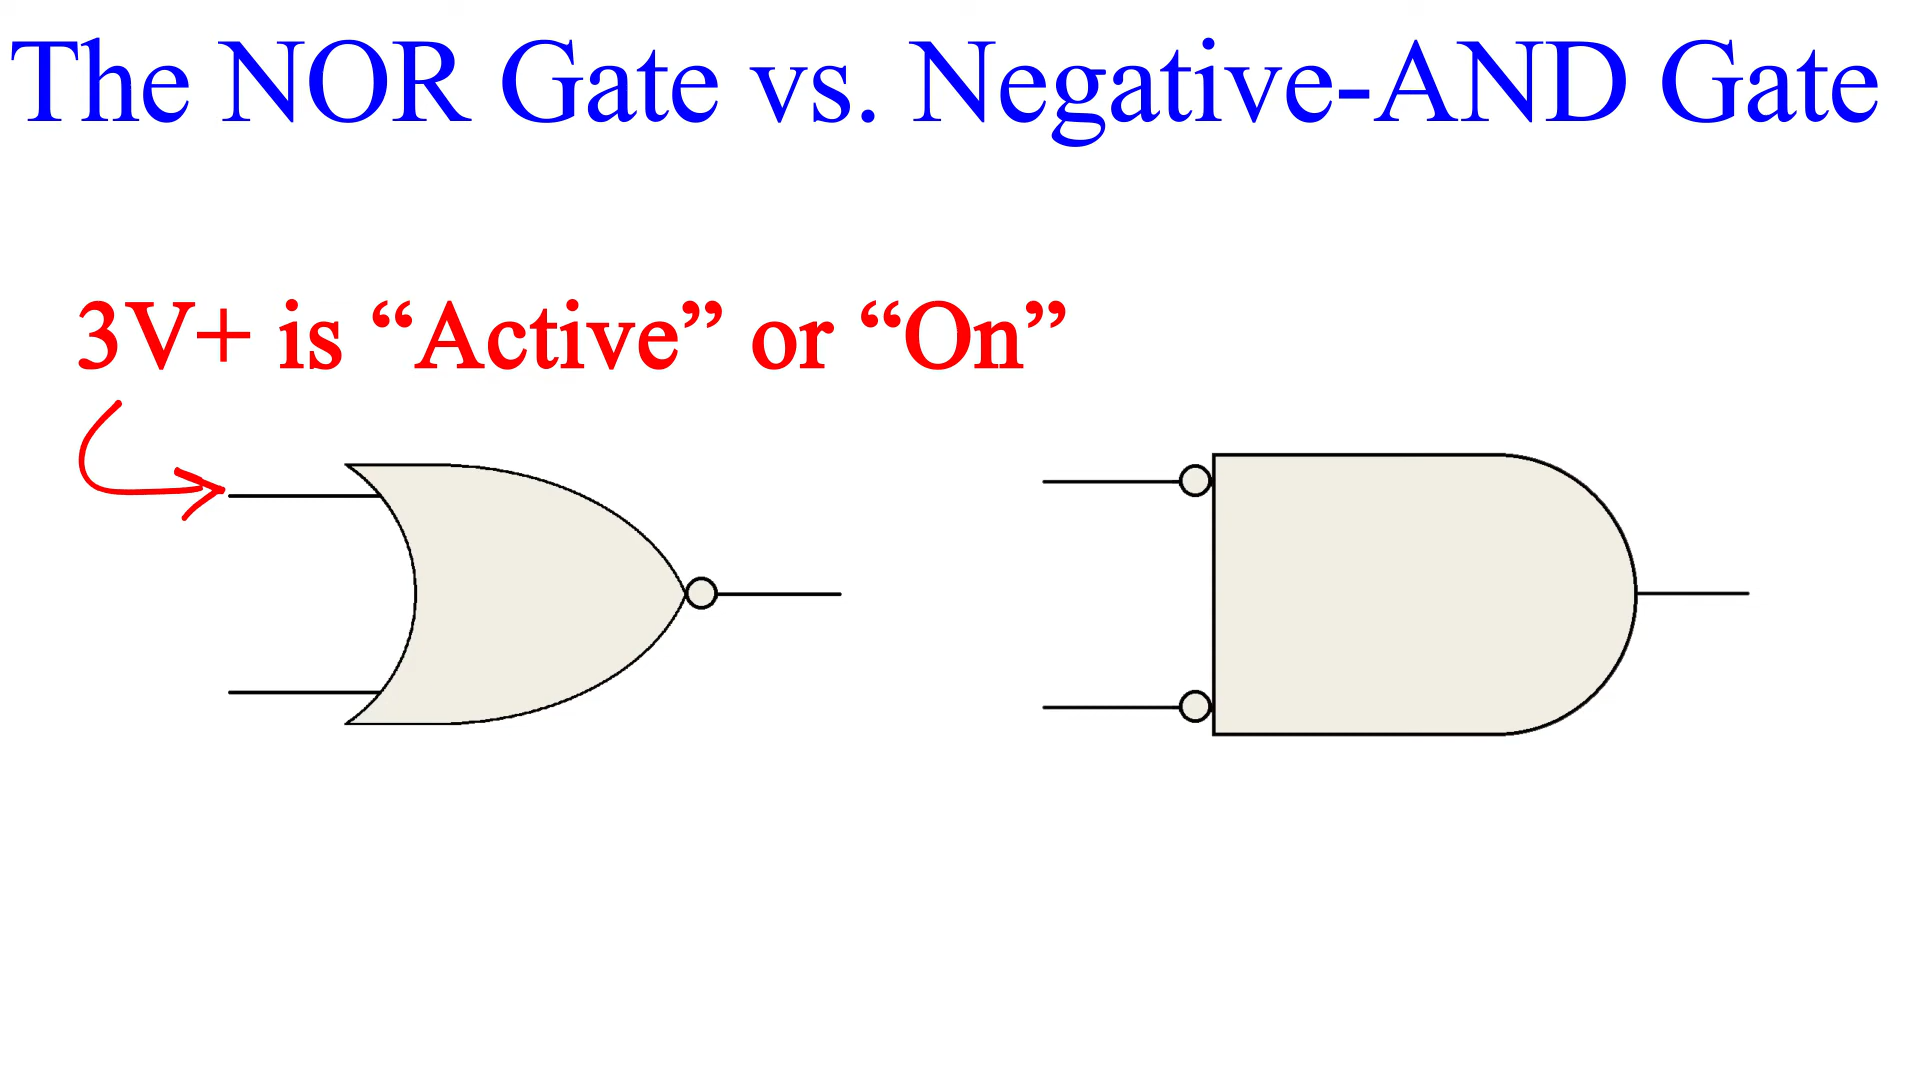 The NOR Gate vs. Negative-AND Gate
3V+ is “Active” or “On”